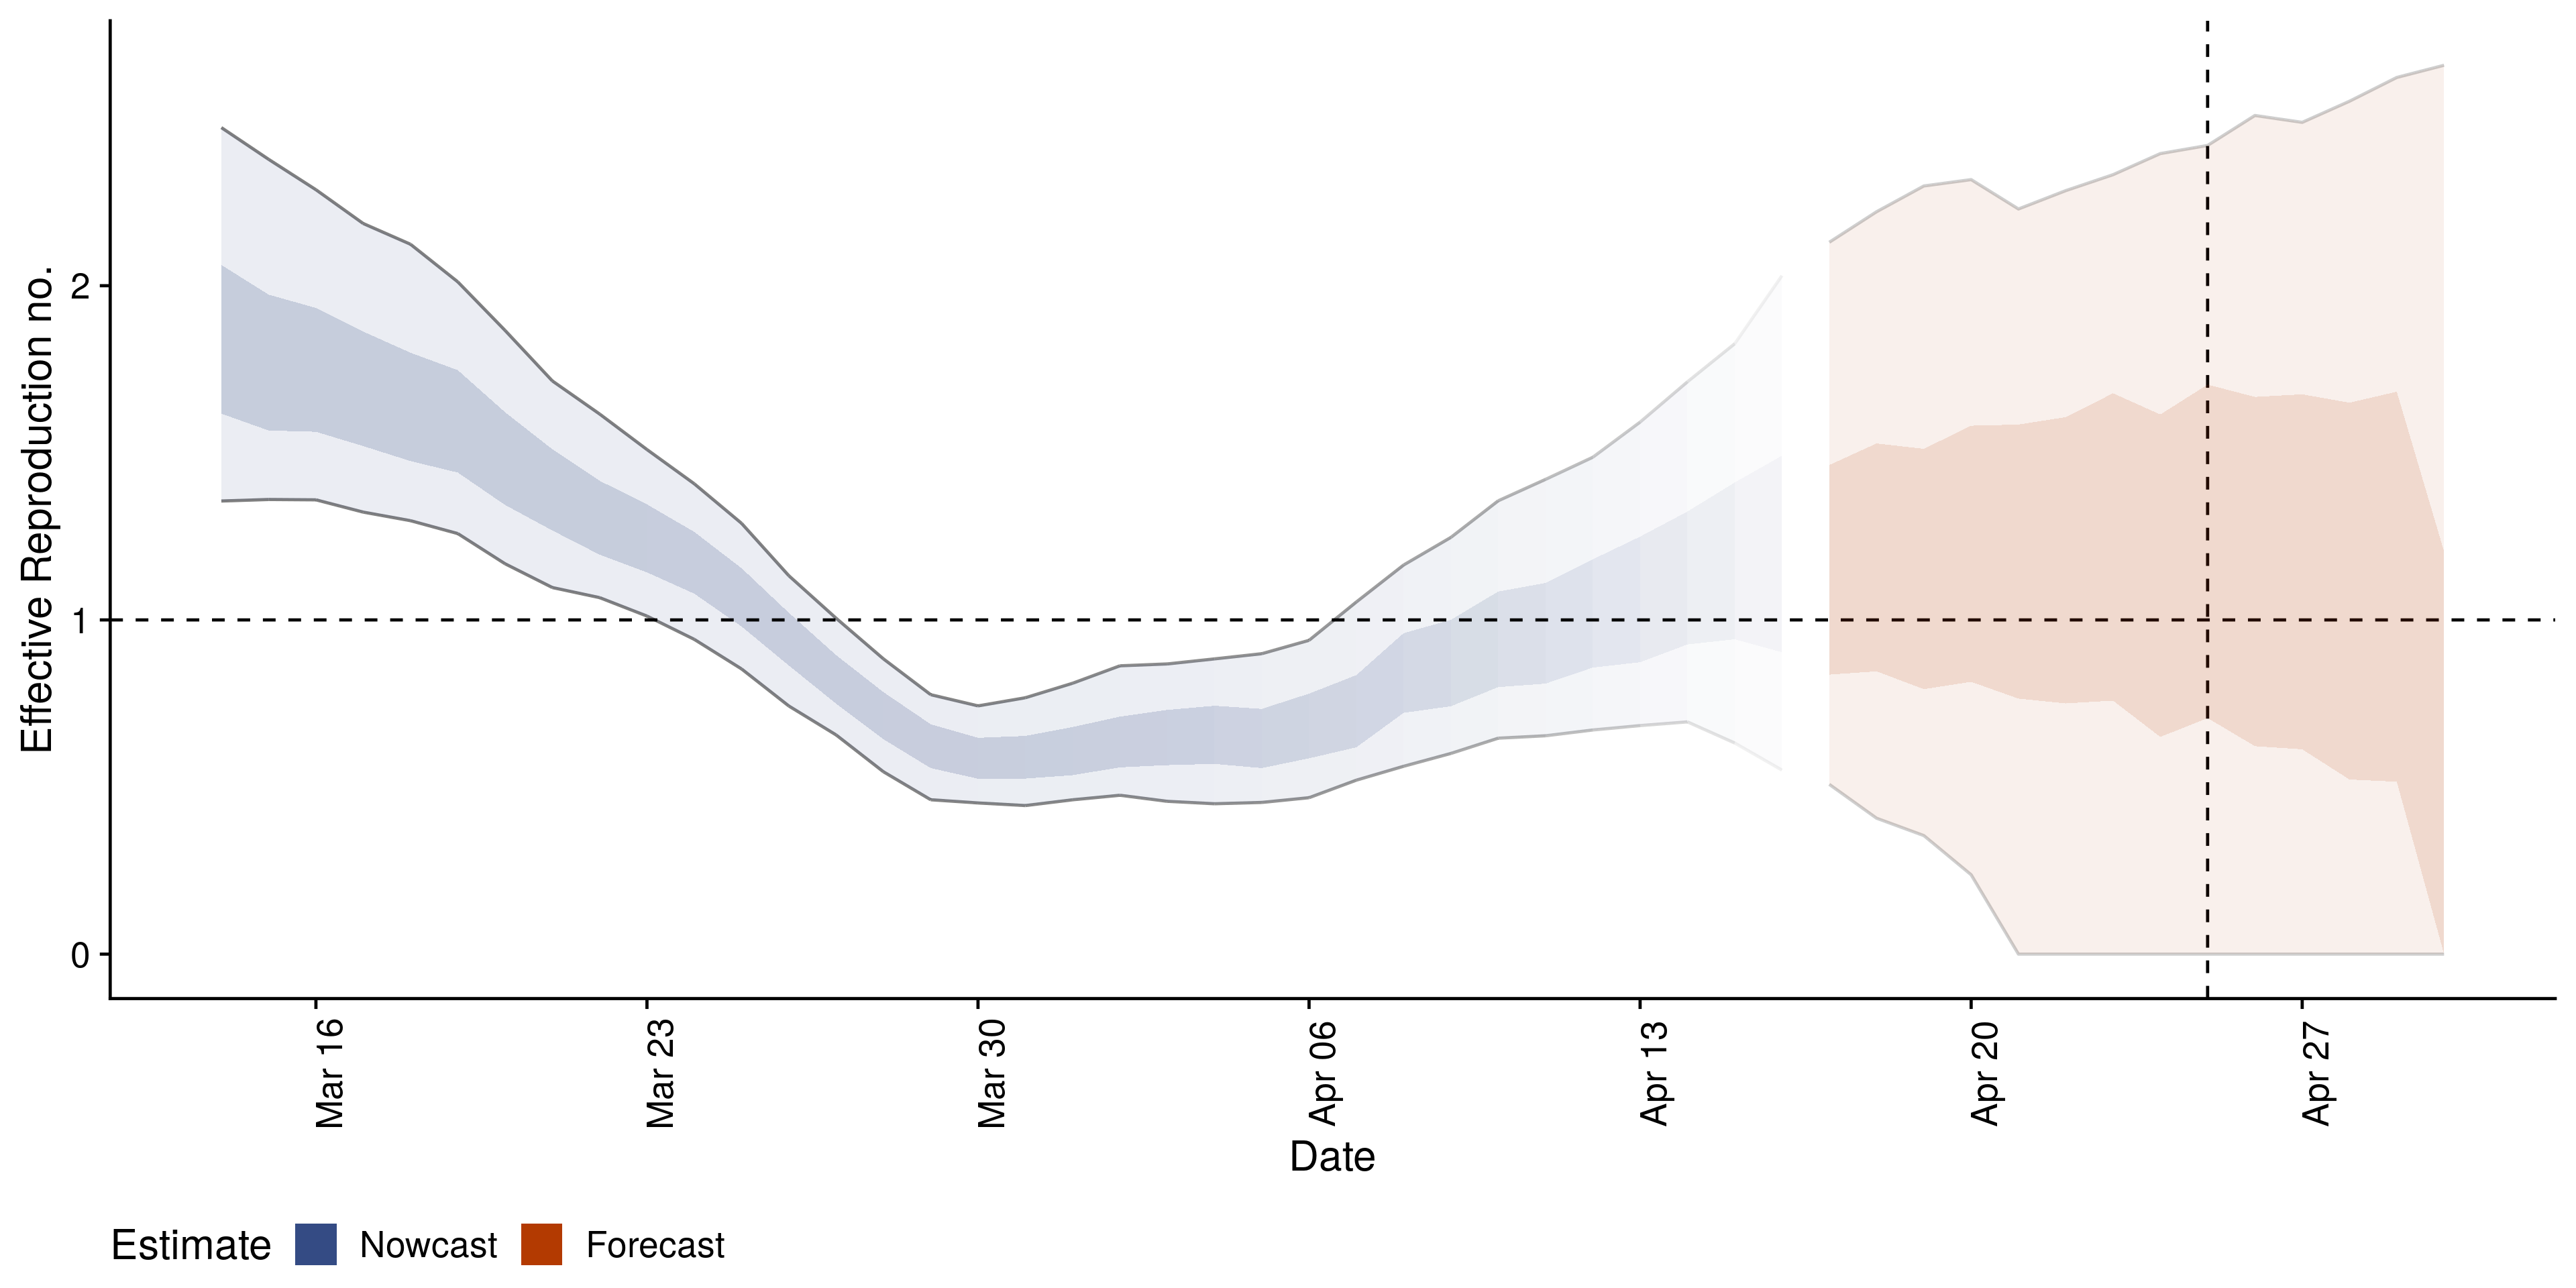 Effective Reproduction no.
2
1
0
Mar 16
Mar 23
Mar 30
Apr 06
Apr 13
Apr 20
Apr 27
Date
Estimate Nowcast Forecast